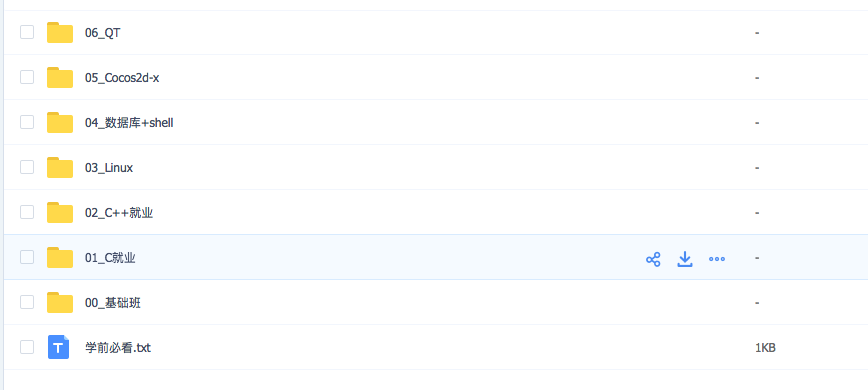 06_QT -
05_Cocos2d-x -
04_数据库+shell -
03_Linux -
02_C++就业 -
01_C就业 -
00_基础班 -
T 学前必看.txt 1KB